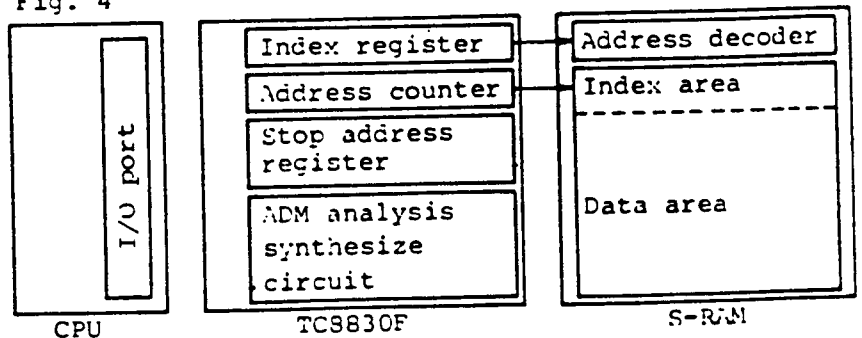 Fig. 4
I/O port
Index register
Address counter
Stop address
register
ADM analysis
synthesize
circuit
Address decoder
Index area
Data area
CPU
TC8830F
S-RAM